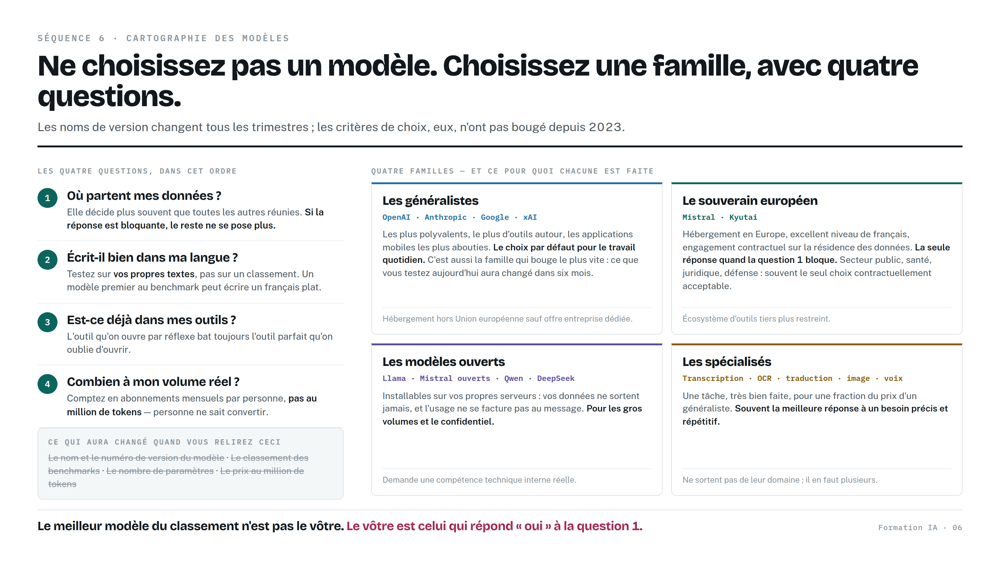 SÉQUENCE 6 · CARTOGRAPHIE DES MODÈLES
Ne choisissez pas un modèle. Choisissez une famille, avec quatre
questions.
Les noms de version changent tous les trimestres ; les critères de choix, eux, n'ont pas bougé depuis 2023.
LES QUATRE QUESTIONS, DANS CET ORDRE
1
Où partent mes données ?
Elle décide plus souvent que toutes les autres réunies. Si la
réponse est bloquante, le reste ne se pose plus.
2
Écrit-il bien dans ma langue ?
Testez sur vos propres textes, pas sur un classement. Un
modèle premier au benchmark peut écrire un français plat.
3
Est-ce déjà dans mes outils ?
L'outil qu'on ouvre par réflexe bat toujours l'outil parfait qu'on
oublie d'ouvrir.
4
Combien à mon volume réel ?
Comptez en abonnements mensuels par personne, pas au
million de tokens — personne ne sait convertir.
CE QUI AURA CHANGÉ QUAND VOUS RELIREZ CECI
Le nom et le numéro de version du modèle · Le classement des
benchmarks · Le nombre de paramètres · Le prix au million de
tokens
QUATRE FAMILLES — ET CE POUR QUOI CHACUNE EST FAITE
Les généralistes
OpenAI · Anthropic · Google · xAI
Les plus polyvalents, le plus d'outils autour, les applications
mobiles les plus abouties. Le choix par défaut pour le travail
quotidien. C'est aussi la famille qui bouge le plus vite : ce que
vous testez aujourd'hui aura changé dans six mois.
Hébergement hors Union européenne sauf offre entreprise dédiée.
Le souverain européen
Mistral · Kyutai
Hébergement en Europe, excellent niveau de français,
engagement contractuel sur la résidence des données. La seule
réponse quand la question 1 bloque. Secteur public, santé,
juridique, défense : souvent le seul choix contractuellement
acceptable.
Écosystème d'outils tiers plus restreint.
Les modèles ouverts
Llama · Mistral ouverts · Qwen · DeepSeek
Installables sur vos propres serveurs : vos données ne sortent
jamais, et l'usage ne se facture pas au message. Pour les gros
volumes et le confidentiel.
Demande une compétence technique interne réelle.
Les spécialisés
Transcription · OCR · traduction · image · voix
Une tâche, très bien faite, pour une fraction du prix d'un
généraliste. Souvent la meilleure réponse à un besoin précis et
répétitif.
Ne sortent pas de leur domaine ; il en faut plusieurs.
Le meilleur modèle du classement n'est pas le vôtre. Le vôtre est celui qui répond « oui » à la question 1.
Formation IA · 06